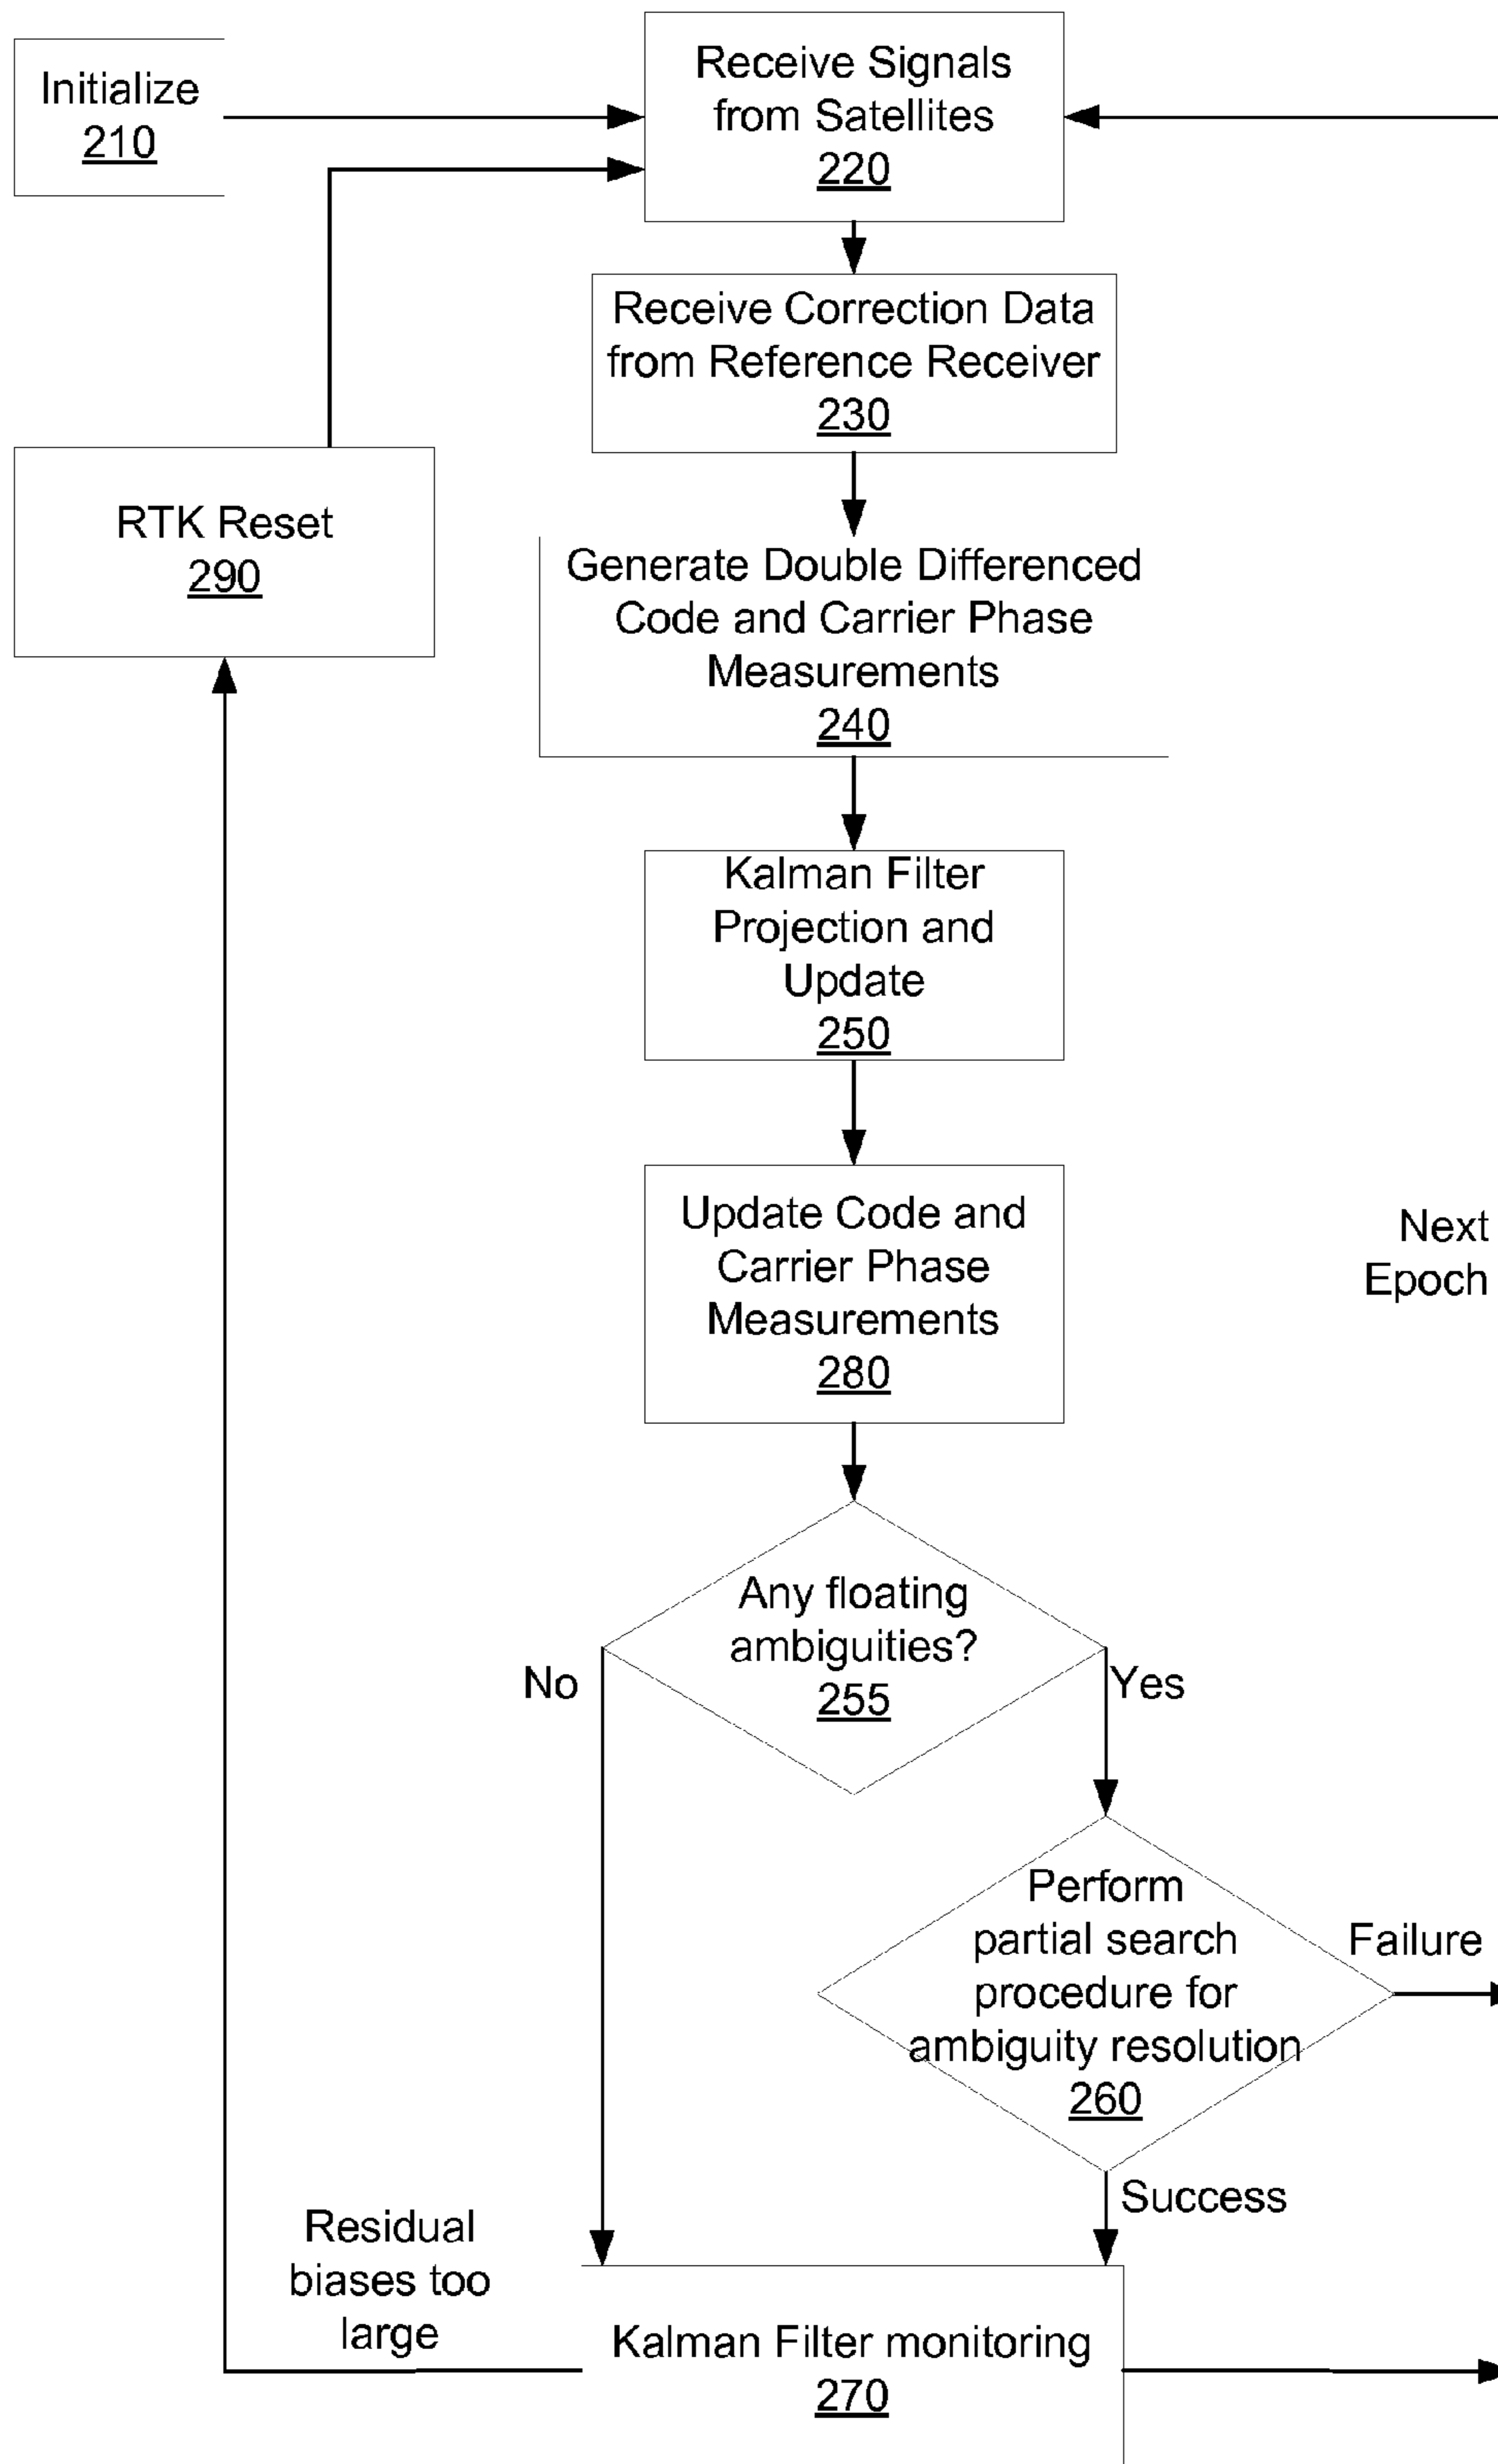 Initialize
210
Receive Signals
from Satellites
220
Receive Correction Data
from Reference Receiver
230
RTK Reset
290
Generate Double Differenced
Code and Carrier Phase
Measurements
240
Kalman Filter
Projection and
Update
250
Update Code and
Carrier Phase
Measurements
280
Next
Epoch
Any floating
ambiguities?
255
No
Yes
Perform
partial search
procedure for
ambiguity resolution
260
Failure
Success
Residual
biases too
large
Kalman Filter monitoring
270